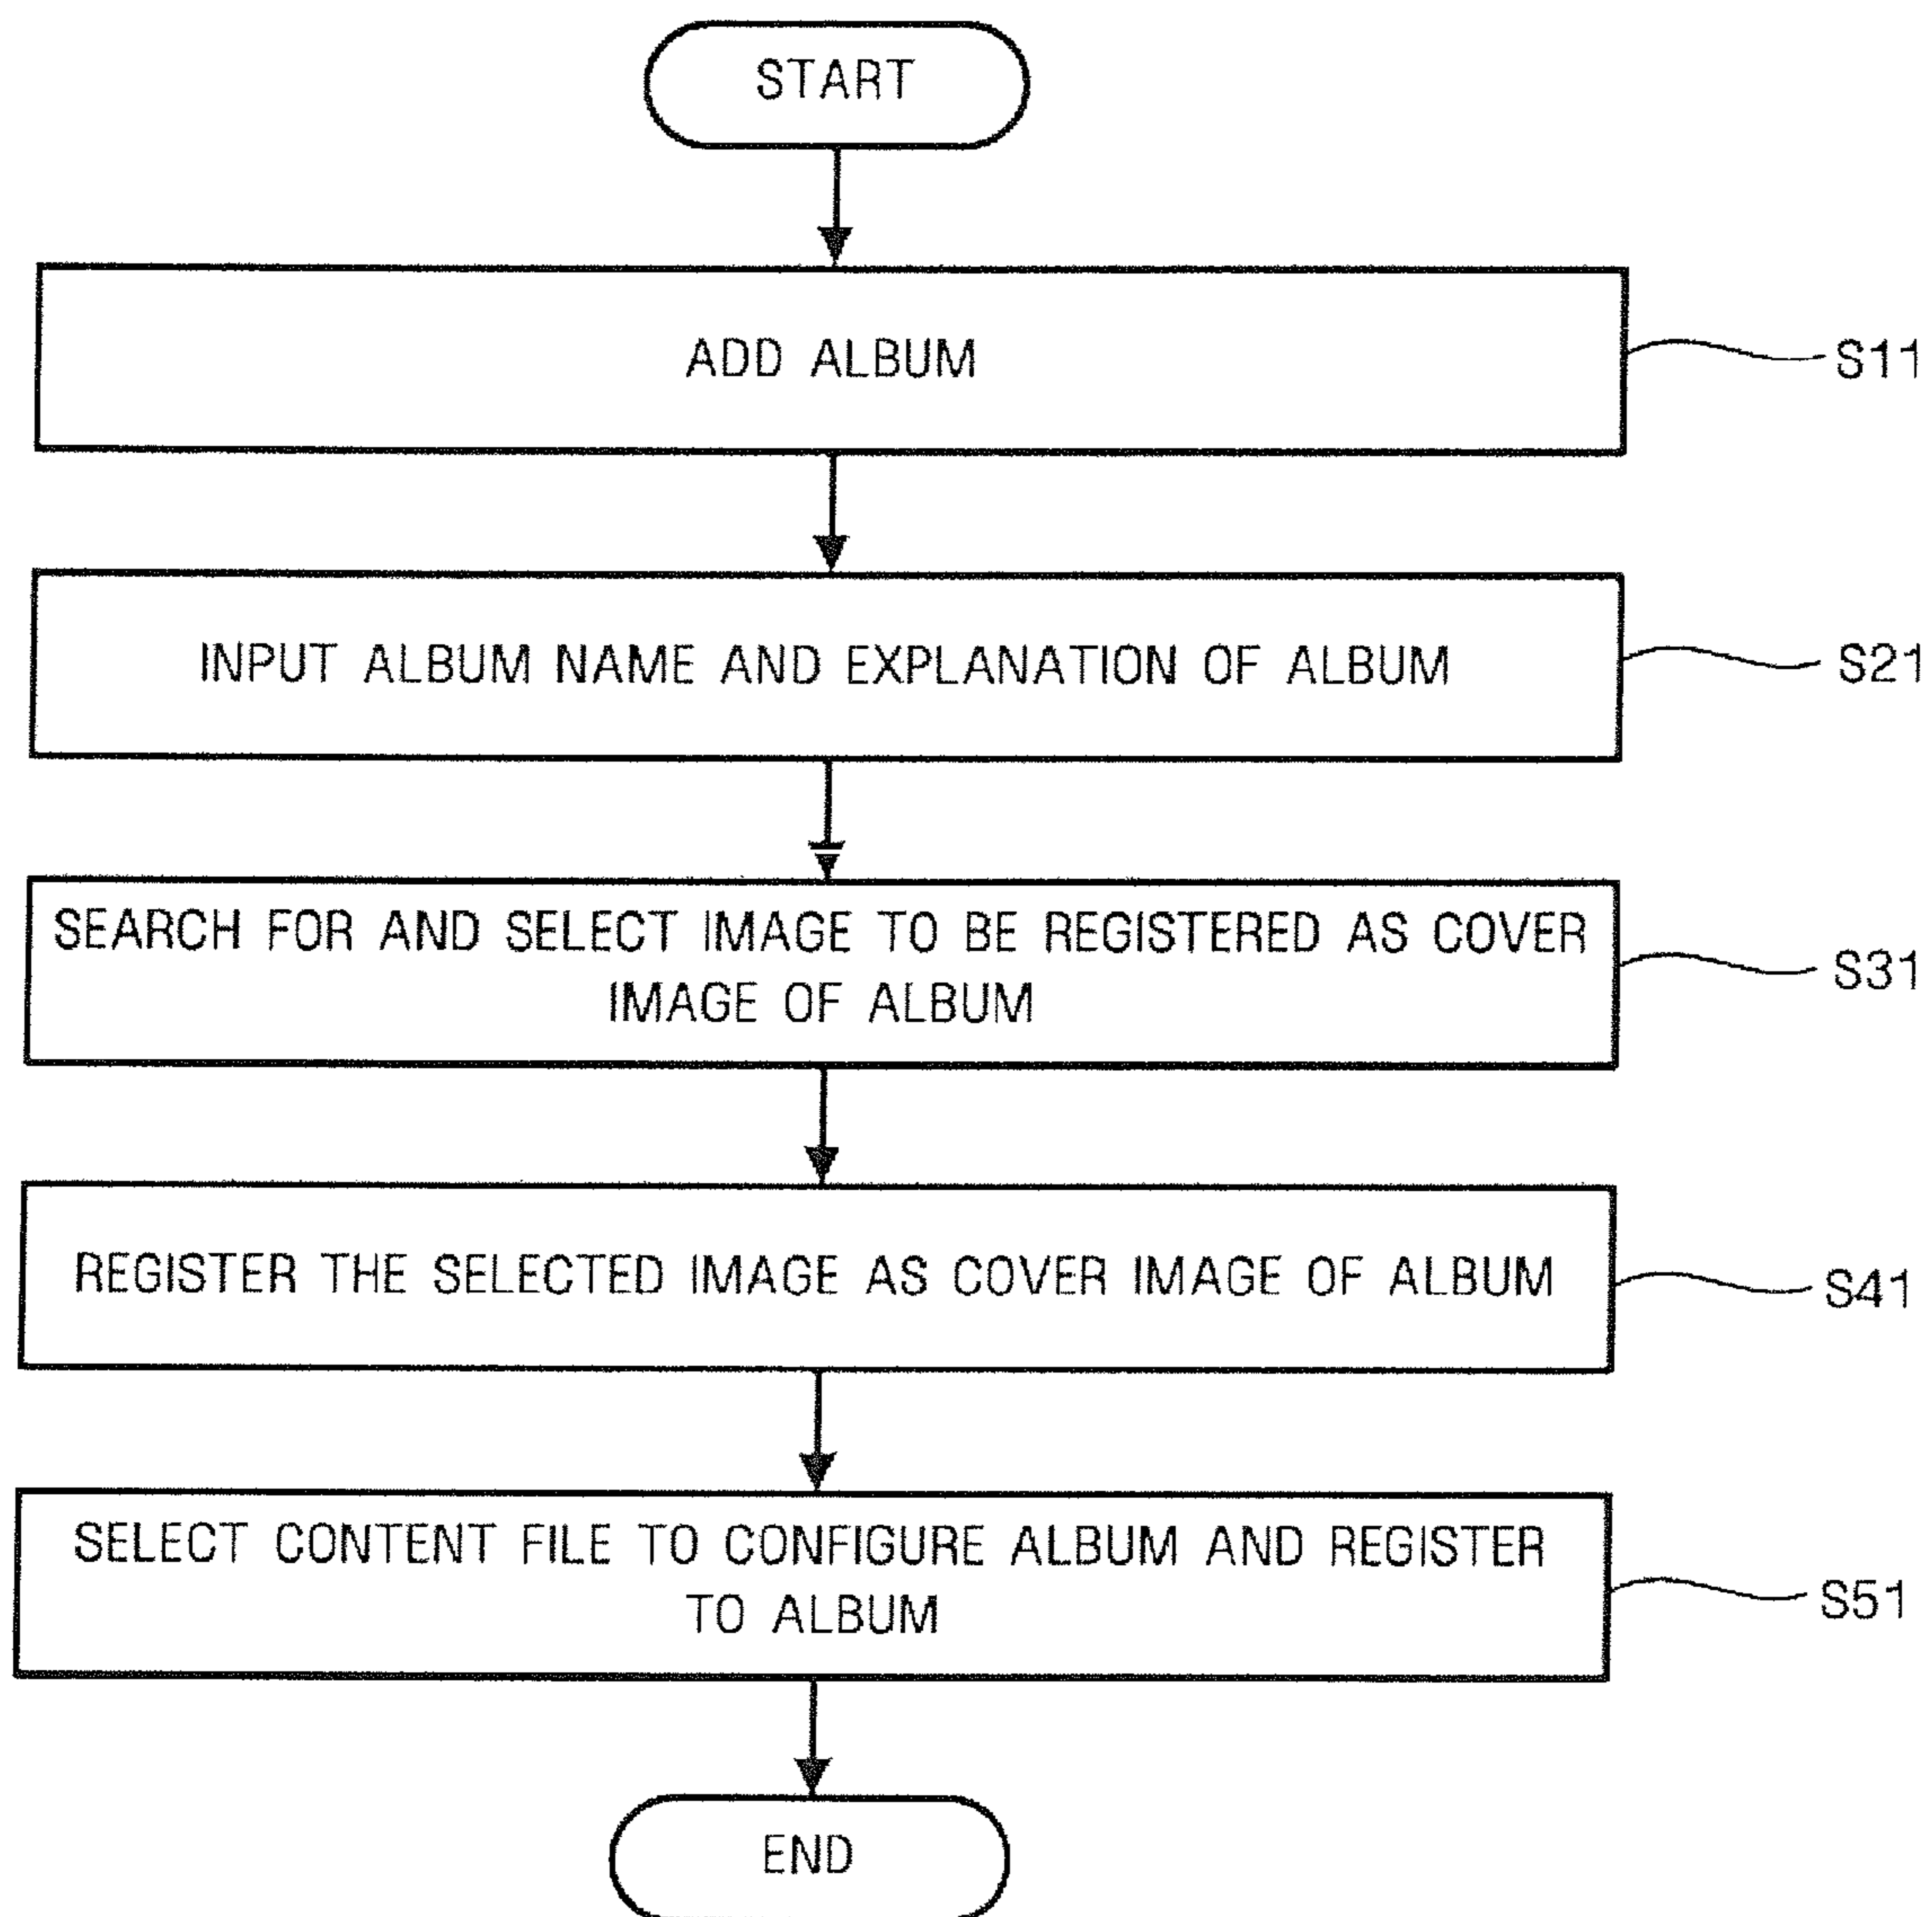 START
ADD ALBUM
S11
INPUT ALBUM NAME AND EXPLANATION OF ALBUM
S21
SEARCH FOR AND SELECT IMAGE TO BE REGISTERED AS COVER
IMAGE OF ALBUM
S31
REGISTER THE SELECTED IMAGE AS COVER IMAGE OF ALBUM
S41
SELECT CONTENT FILE TO CONFIGURE ALBUM AND REGISTER
TO ALBUM
S51
END